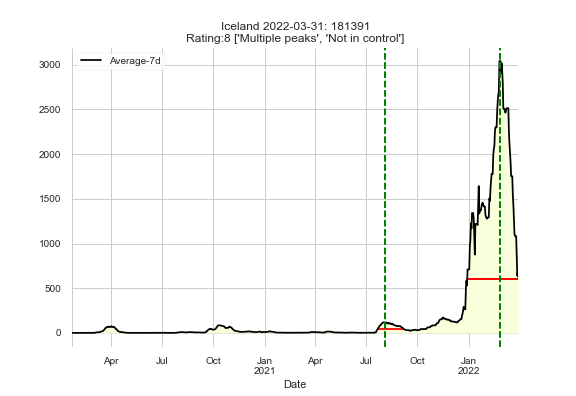 Iceland 2022-03-31: 181391
Rating:8 ['Multiple peaks', 'Not in control']
Average-7d
3000
2500
2000
1500
1000
500
0
Apr Jul Oct Jan Apr Jul Oct Jan
2021 2022
Date